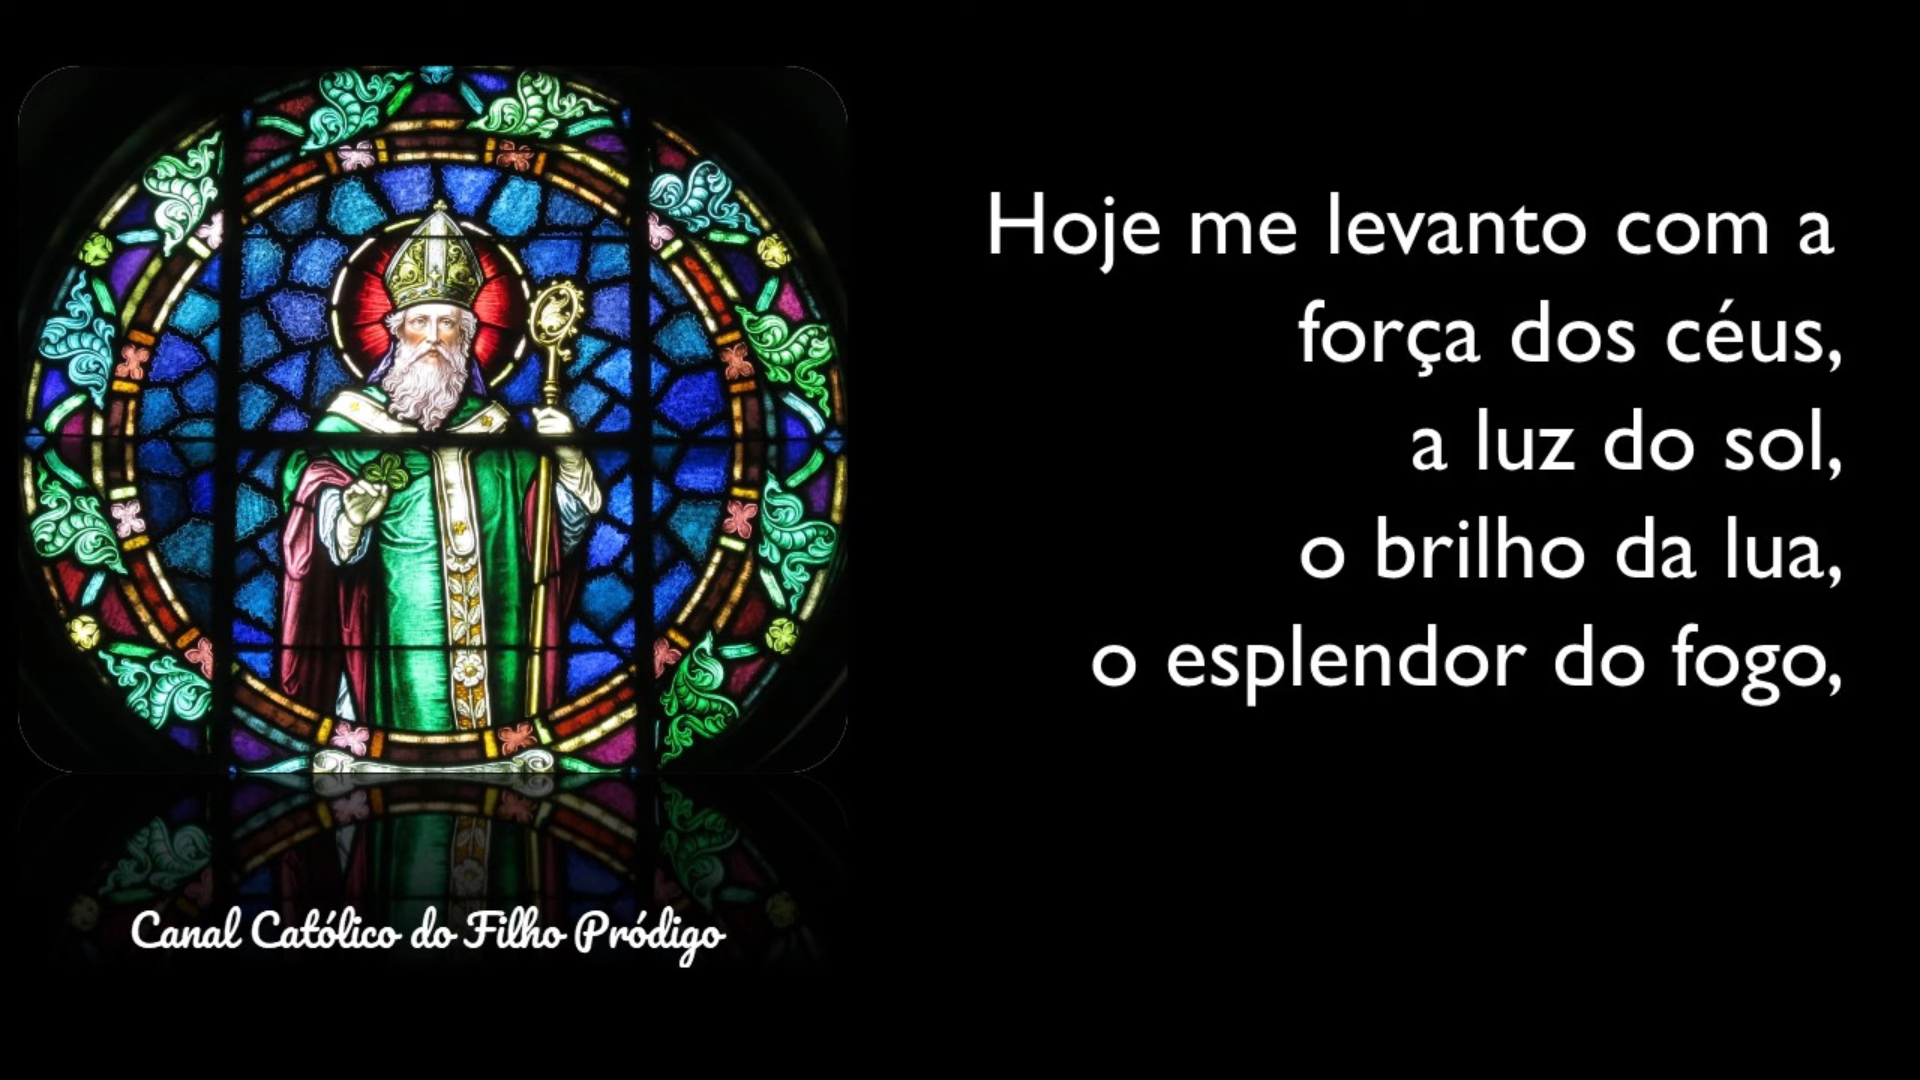 Hoje me levanto com a
força dos céus,
a luz do sol,
o brilho da lua,
o esplendor do fogo,
Canal Católico do Filho Pródigo